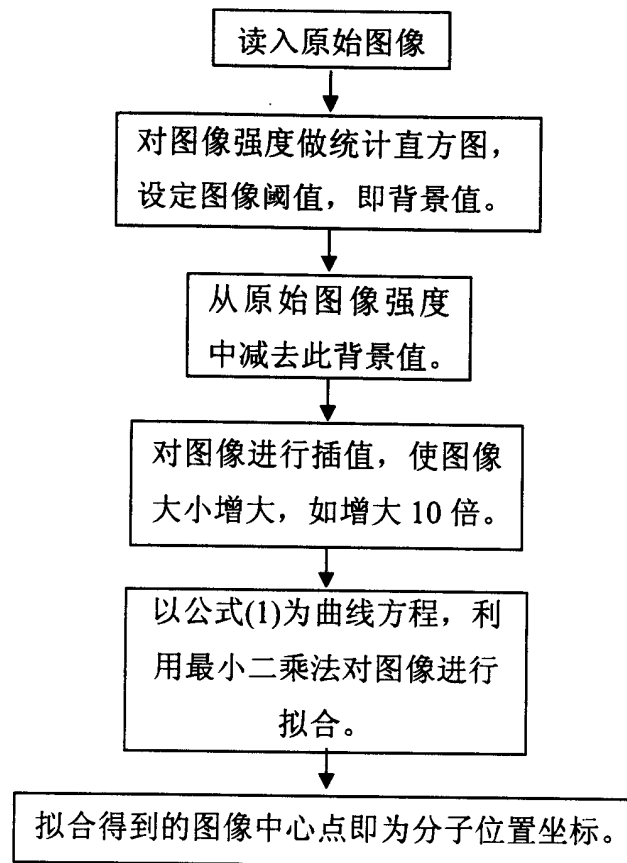 读入原始图像
对图像强度做统计直方图，
设定图像阈值，即背景值。
从原始图像强度
中减去此背景值。
对图像进行插值，使图像
大小增大，如增大 10 倍。
以公式(1)为曲线方程，利
用最小二乘法对图像进行
拟合。
拟合得到的图像中心点即为分子位置坐标。